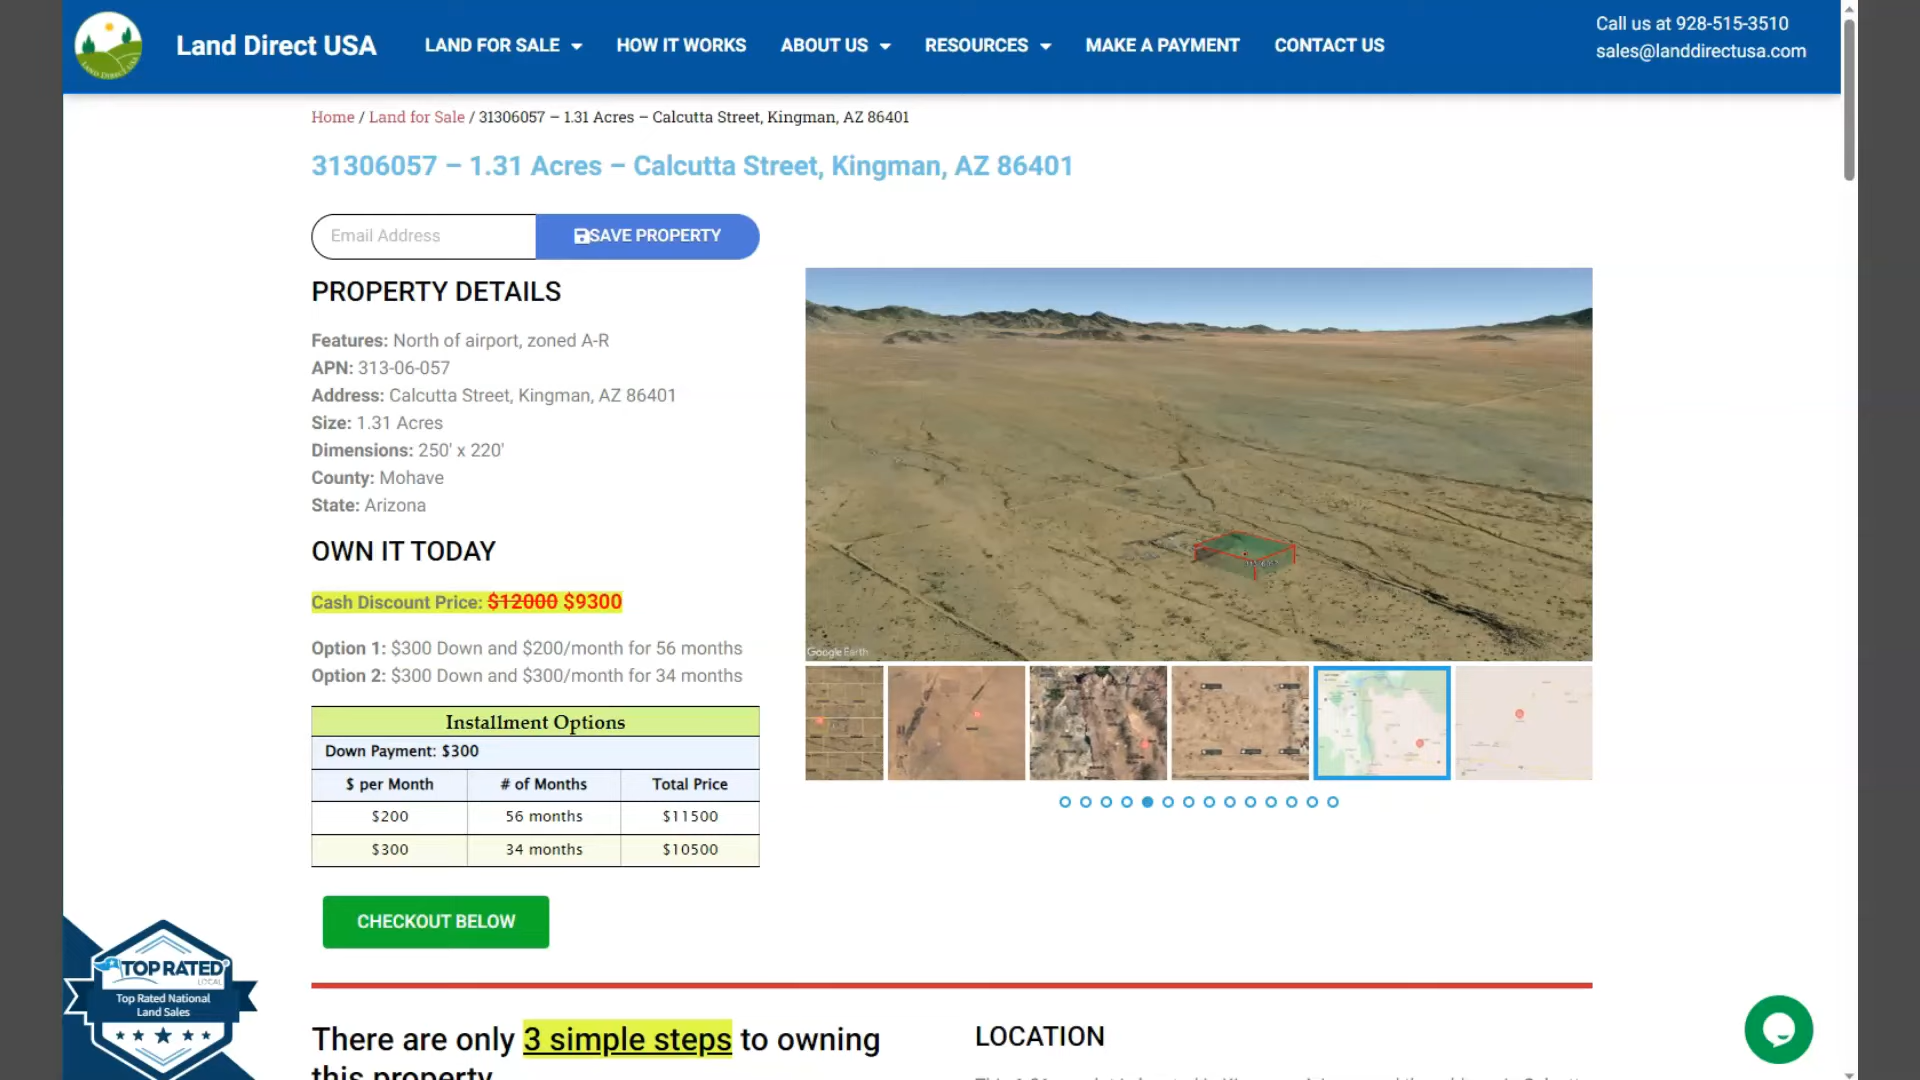 Land Direct USA
LAND FOR SALE
HOW IT WORKS
ABOUT US
RESOURCES
MAKE A PAYMENT
CONTACT US
Call us at 928-515-3510
sales@landdirectusa.com
Home / Land for Sale / 31306057 – 1.31 Acres – Calcutta Street, Kingman, AZ 86401
31306057 – 1.31 Acres – Calcutta Street, Kingman, AZ 86401
Email Address
SAVE PROPERTY
PROPERTY DETAILS
Features: North of airport, zoned A-R
APN: 313-06-057
Address: Calcutta Street, Kingman, AZ 86401
Size: 1.31 Acres
Dimensions: 250' x 220'
County: Mohave
State: Arizona
OWN IT TODAY
Cash Discount Price: $12000 $9300
Option 1: $300 Down and $200/month for 56 months
Option 2: $300 Down and $300/month for 34 months
Installment Options
Down Payment: $300
$ per Month # of Months Total Price
$200 56 months $11500
$300 34 months $10500
CHECKOUT BELOW
Google Earth
TOP RATED
LOCAL
Top Rated National
Land Sales
There are only 3 simple steps to owning
this property
LOCATION